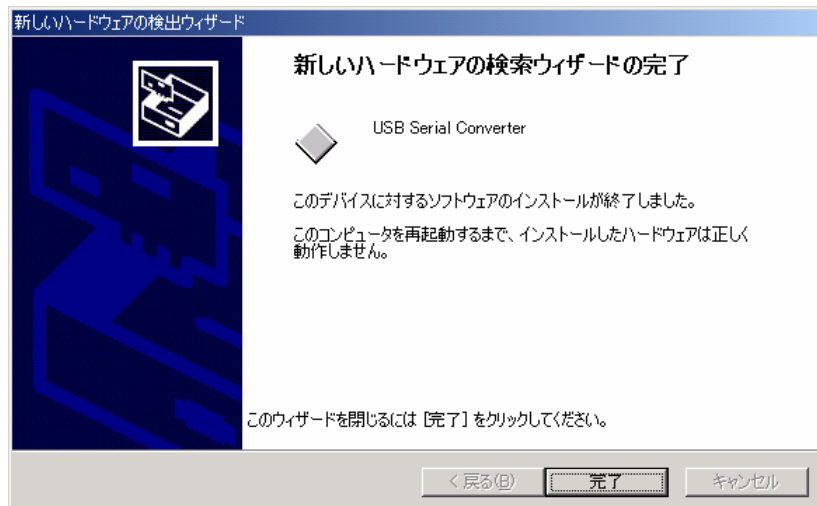 新しいハードウェアの検出ウィザード
新しいハードウェアの検索ウィザードの完了
USB Serial Converter
このデバイスに対するソフトウェアのインストールが終了しました。
このコンピュータを再起動するまで、インストールしたハードウェアは正しく
動作しません。
このウィザードを閉じるには [完了] をクリックしてください。
< 戻る(B)
完了
キャンセル